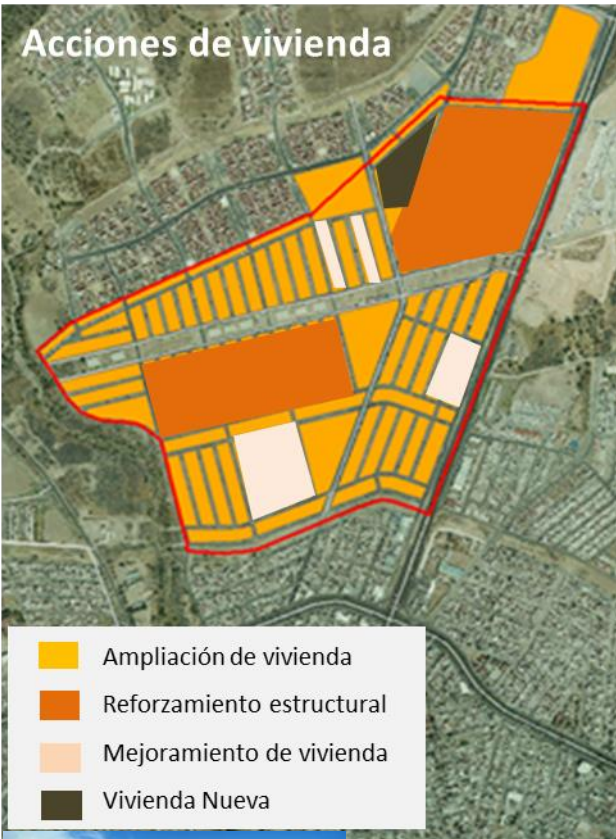 Acciones de vivienda
Ampliación de vivienda
Reforzamiento estructural
Mejoramiento de vivienda
Vivienda Nueva